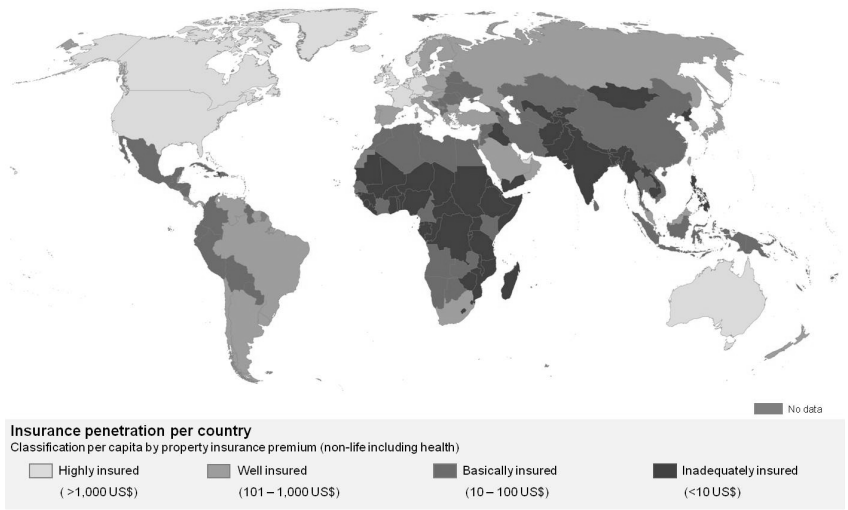 No data
Insurance penetration per country
Classification per capita by property insurance premium (non-life including health)
Highly insured
Well insured
Basically insured
Inadequately insured
( >1,000 US$)
(101 – 1,000 US$)
(10 – 100 US$)
(<10 US$)